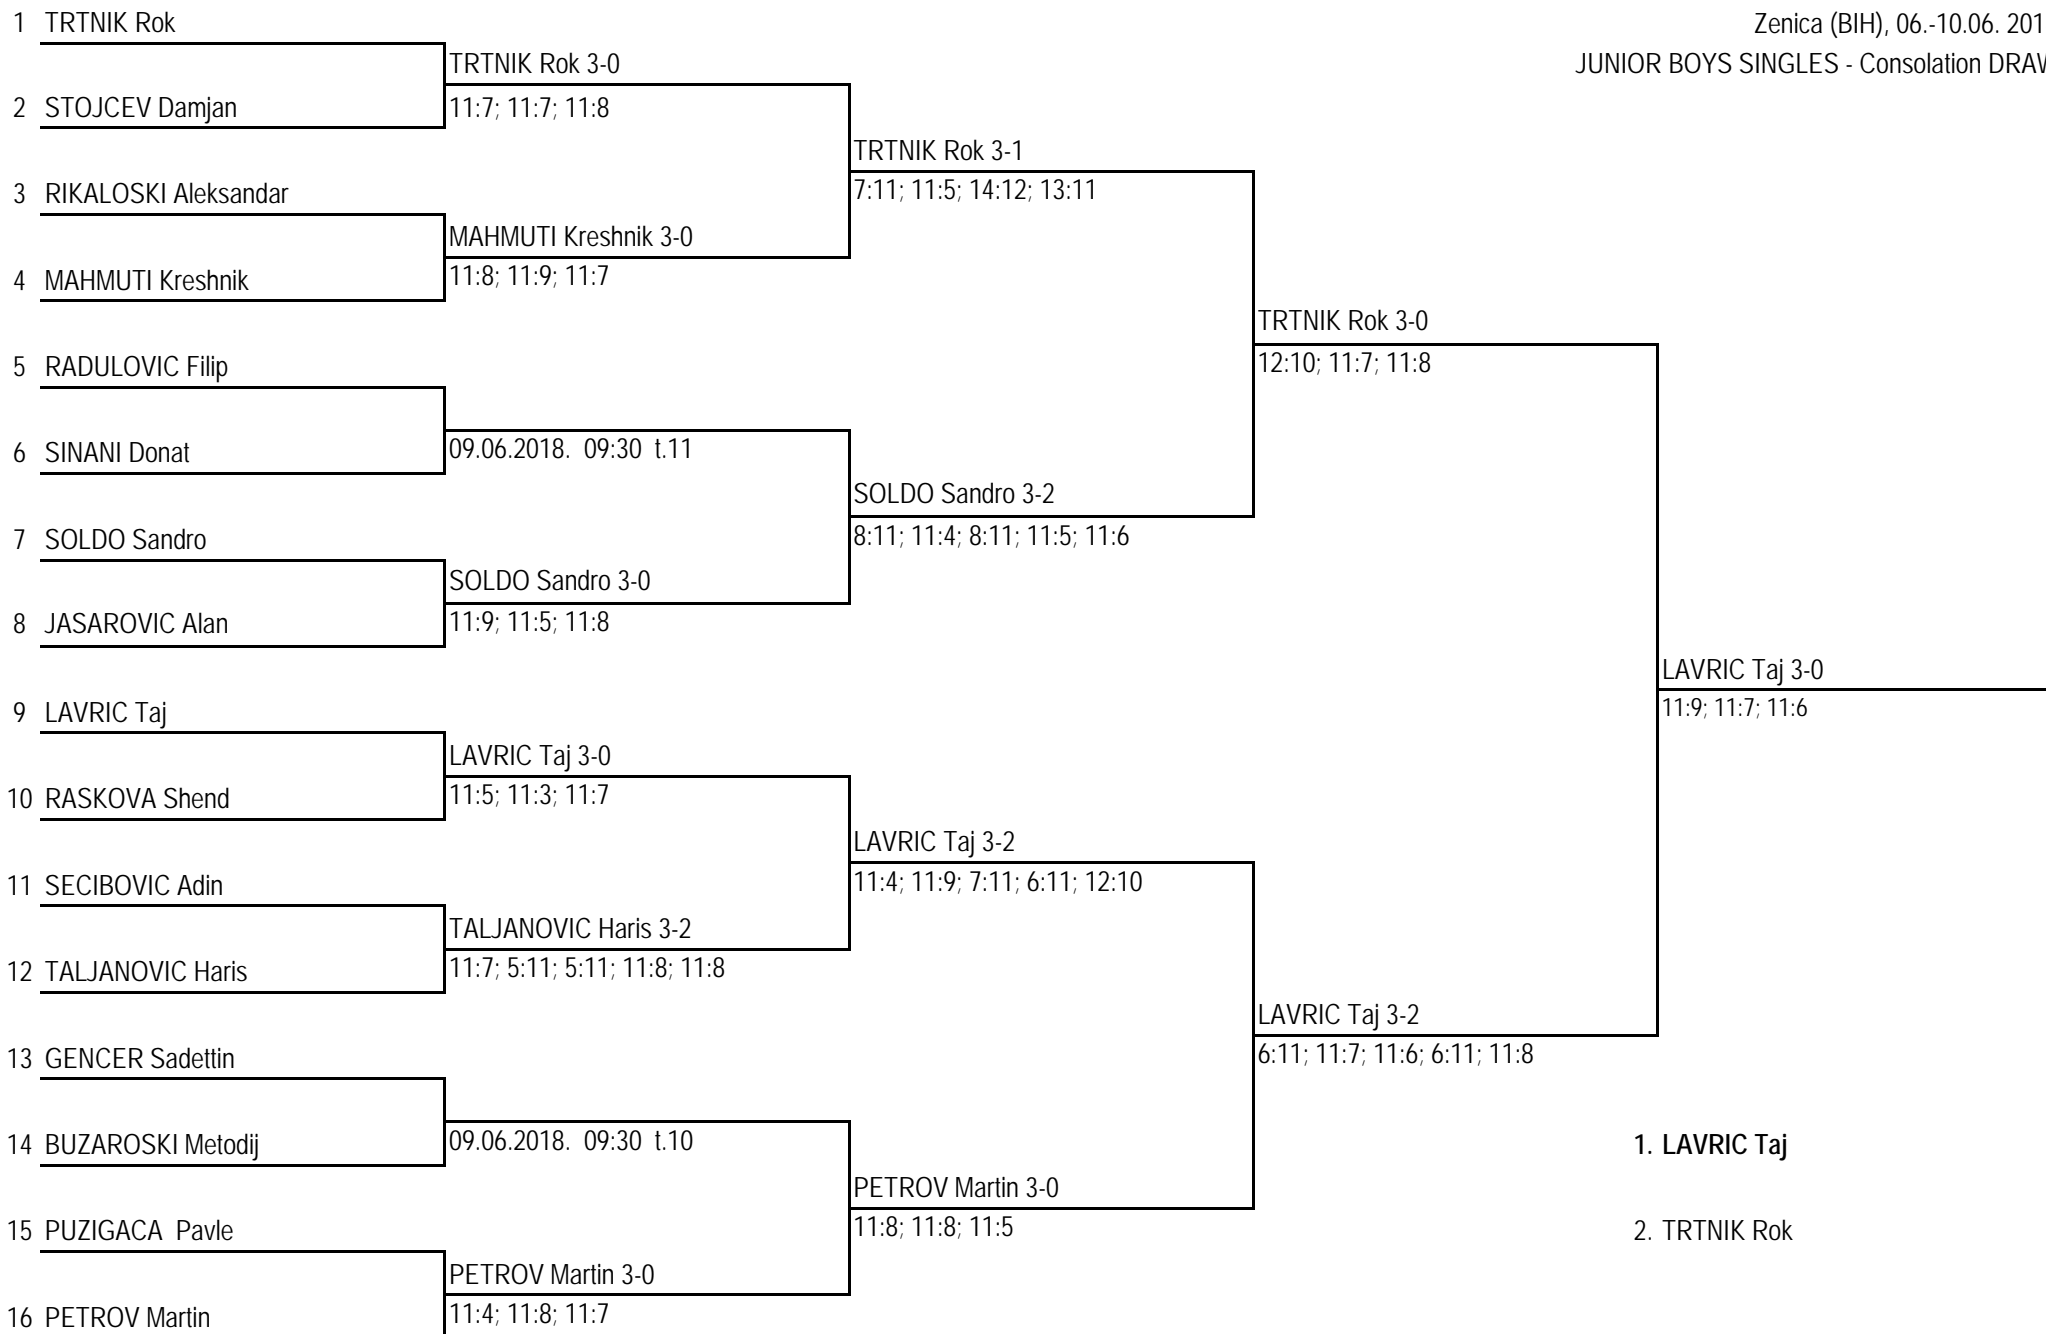 1 TRTNIK Rok
Zenica (BIH), 06.-10.06. 201
TRTNIK Rok 3-0
JUNIOR BOYS SINGLES - Consolation DRAW
2 STOJCEV Damjan
11:7; 11:7; 11:8
TRTNIK Rok 3-1
3 RIKALOSKI Aleksandar
7:11; 11:5; 14:12; 13:11
MAHMUTI Kreshnik 3-0
4 MAHMUTI Kreshnik
11:8; 11:9; 11:7
TRTNIK Rok 3-0
5 RADULOVIC Filip
12:10; 11:7; 11:8
6 SINANI Donat
09.06.2018. 09:30 t.11
SOLDO Sandro 3-2
7 SOLDO Sandro
8:11; 11:4; 8:11; 11:5; 11:6
SOLDO Sandro 3-0
8 JASAROVIC Alan
11:9; 11:5; 11:8
LAVRIC Taj 3-0
9 LAVRIC Taj
11:9; 11:7; 11:6
LAVRIC Taj 3-0
10 RASKOVA Shend
11:5; 11:3; 11:7
LAVRIC Taj 3-2
11 SECIBOVIC Adin
11:4; 11:9; 7:11; 6:11; 12:10
TALJANOVIC Haris 3-2
12 TALJANOVIC Haris
11:7; 5:11; 5:11; 11:8; 11:8
LAVRIC Taj 3-2
13 GENCER Sadettin
6:11; 11:7; 11:6; 6:11; 11:8
14 BUZAROSKI Metodij
09.06.2018. 09:30 t.10
1. LAVRIC Taj
PETROV Martin 3-0
15 PUZIGACA Pavle
11:8; 11:8; 11:5
2. TRTNIK Rok
PETROV Martin 3-0
16 PETROV Martin
11:4; 11:8; 11:7